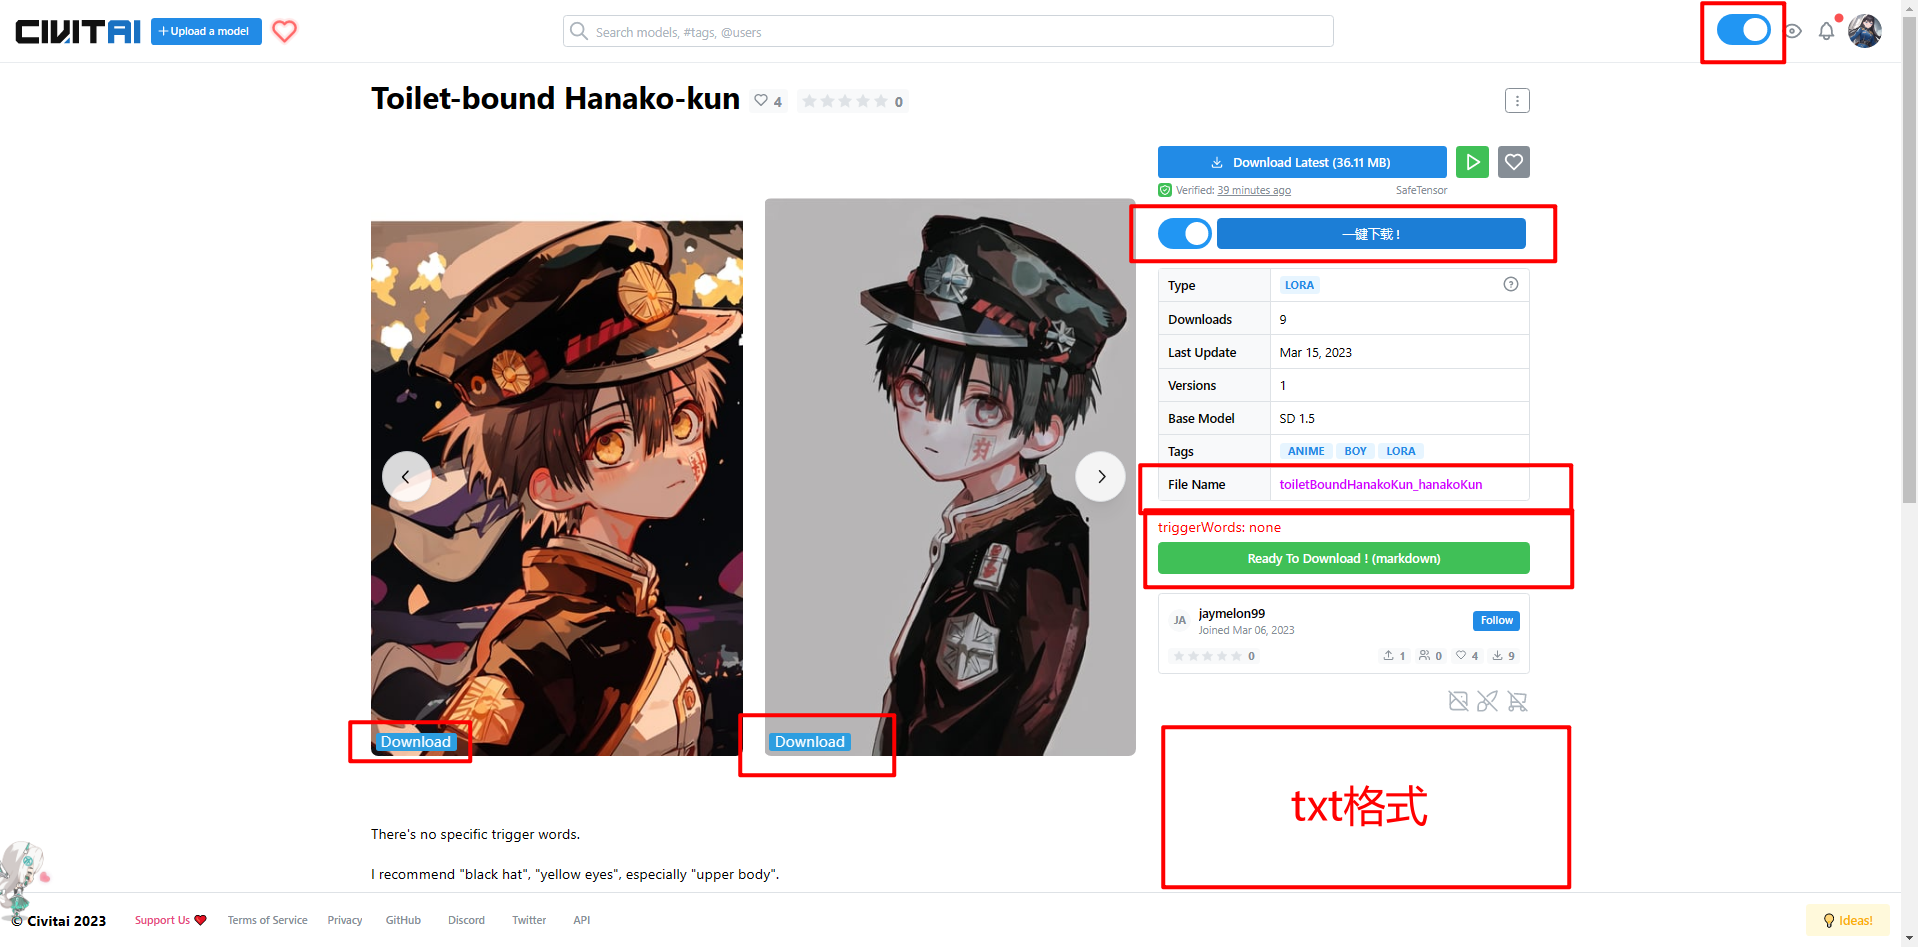 CIVITAI
Upload a model
Search models, #tags, @users
Toilet-bound Hanako-kun
4
0
Download Latest (36.11 MB)
Verified: 39 minutes ago
SafeTensor
一键下载 !
Type
LORA
Downloads
9
Last Update
Mar 15, 2023
Versions
1
Base Model
SD 1.5
Tags
ANIME BOY LORA
File Name
toiletBoundHanakoKun_hanakoKun
triggerWords: none
Ready To Download ! (markdown)
JA
jaymelon99
Joined Mar 06, 2023
Follow
0
1 0 4 9
Download
Download
txt格式
There's no specific trigger words.
I recommend "black hat", "yellow eyes", especially "upper body".
© Civitai 2023
Support Us
Terms of Service
Privacy
GitHub
Discord
Twitter
API
Ideas!